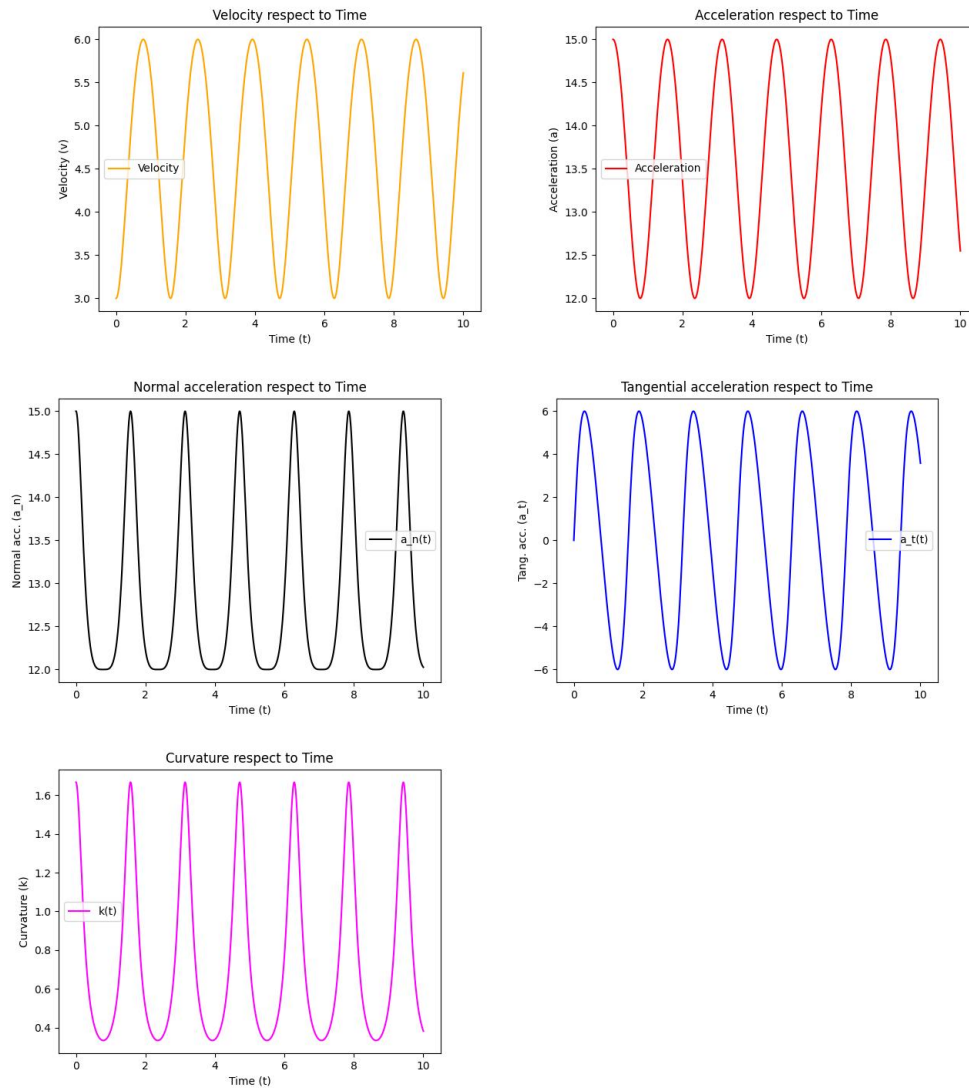 Velocity respect to Time
6.0
5.5
5.0
4.5
4.0
3.5
3.0
Velocity (v)
Velocity
0 2 4 6 8 10
Time (t)
Acceleration respect to Time
15.0
14.5
14.0
13.5
13.0
12.5
12.0
Acceleration (a)
Acceleration
0 2 4 6 8 10
Time (t)
Normal acceleration respect to Time
15.0
14.5
14.0
13.5
13.0
12.5
12.0
Normal acc. (a_n)
a_n(t)
0 2 4 6 8 10
Time (t)
Tangential acceleration respect to Time
6
4
2
0
−2
−4
−6
Tang. acc. (a_t)
a_t(t)
0 2 4 6 8 10
Time (t)
Curvature respect to Time
1.6
1.4
1.2
1.0
0.8
0.6
0.4
Curvature (k)
k(t)
0 2 4 6 8 10
Time (t)